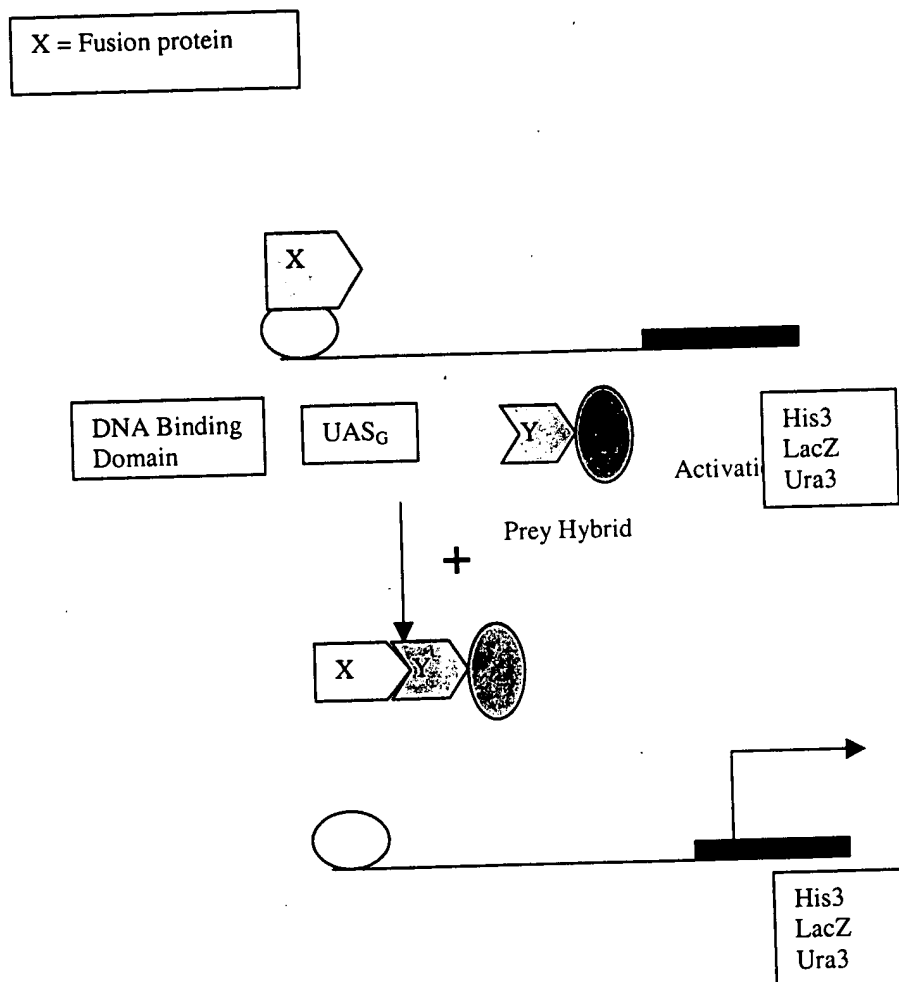 X = Fusion protein
X
DNA Binding
Domain
UAS_G
Y
Activati
His3
LacZ
Ura3
Prey Hybrid
+
X
Y
His3
LacZ
Ura3